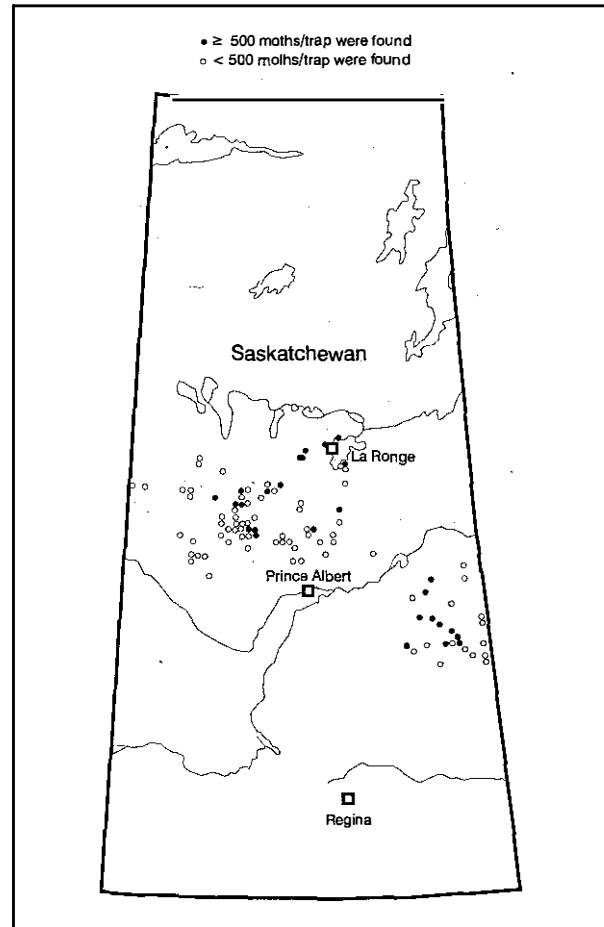 • ≥ 500 moths/trap were found
○ < 500 moths/trap were found
Saskatchewan
La Ronge
Prince Albert
Regina